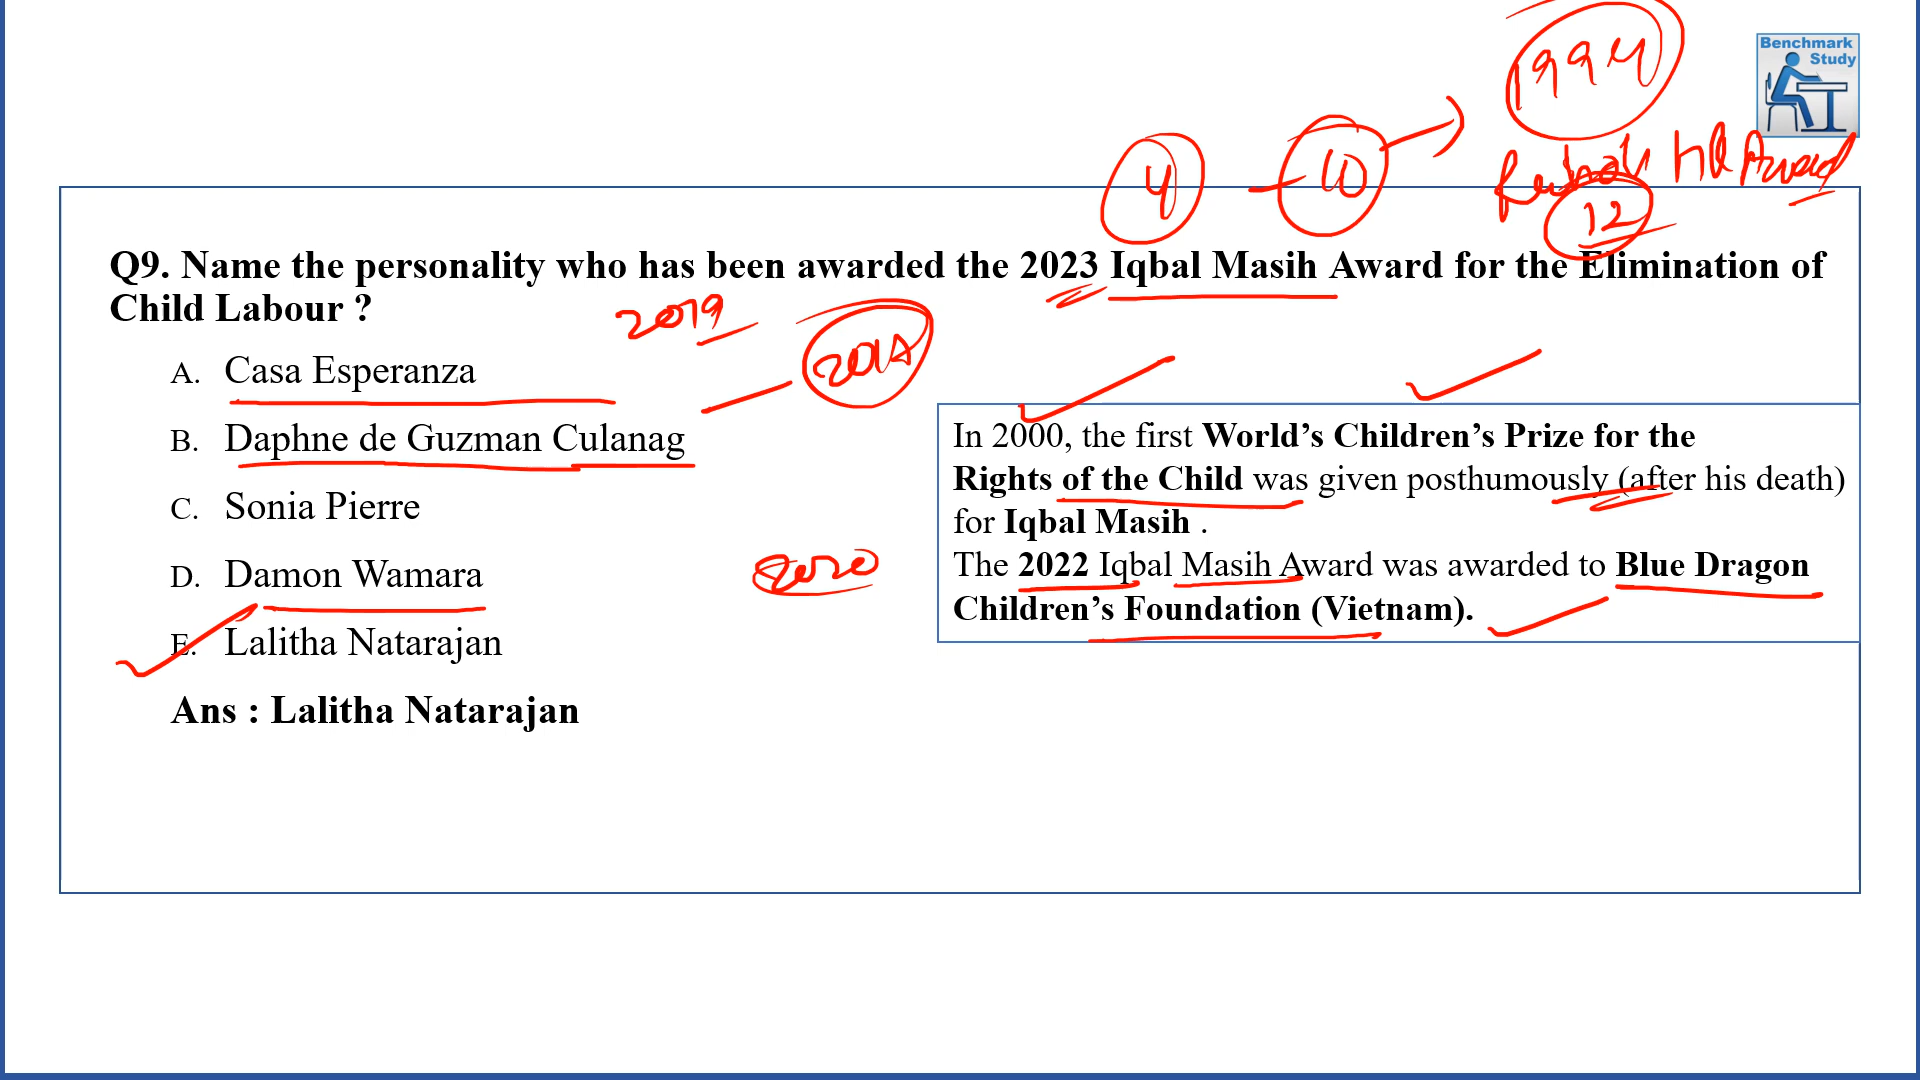 1994
Benchmark
Study
4 - 10 →
Reebok HR Award
12
Q9. Name the personality who has been awarded the 2023 Iqbal Masih Award for the Elimination of
Child Labour ?
2019
A. Casa Esperanza
B. Daphne de Guzman Culanag
C. Sonia Pierre
D. Damon Wamara
2020
E. Lalitha Natarajan
Ans : Lalitha Natarajan
In 2000, the first World’s Children’s Prize for the
Rights of the Child was given posthumously (after his death)
for Iqbal Masih .
The 2022 Iqbal Masih Award was awarded to Blue Dragon
Children’s Foundation (Vietnam).